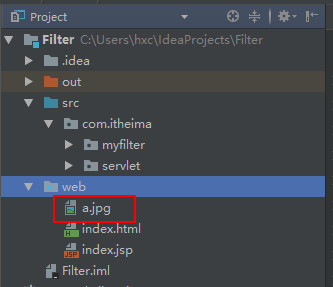 Project
Filter C:\Users\hxc\IdeaProjects\Filter
.idea
out
src
com.itheima
myfilter
servlet
web
a.jpg
index.html
index.jsp
Filter.iml